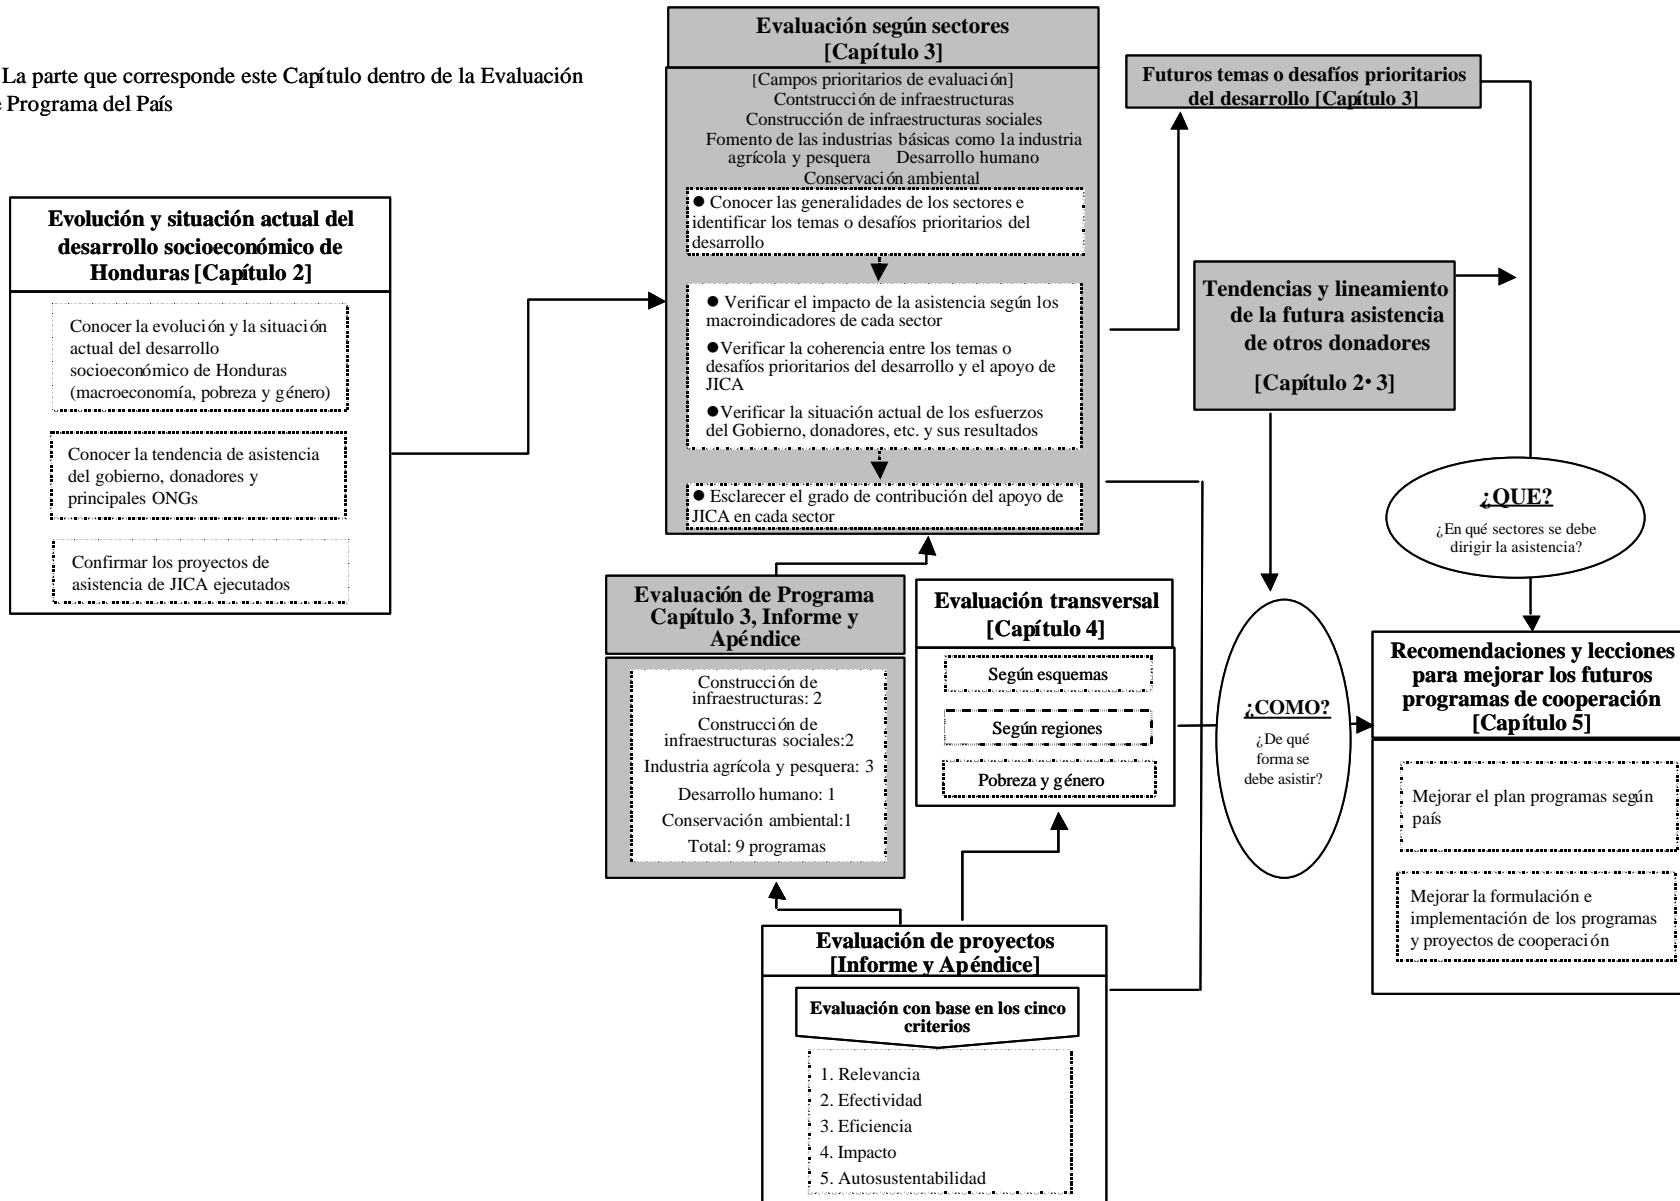 La parte que corresponde este Capítulo dentro de la Evaluación
e Programa del País
Evolución y situación actual del
desarrollo socioeconómico de
Honduras [Capítulo 2]
Conocer la evolución y la situación
actual del desarrollo
socioeconómico de Honduras
(macroeconomía, pobreza y género)
Conocer la tendencia de asistencia
del gobierno, donadores y
principales ONGs
Confirmar los proyectos de
asistencia de JICA ejecutados
Evaluación según sectores
[Capítulo 3]
[Campos prioritarios de evaluación]
Contstrucción de infraestructuras
Construcción de infraestructuras sociales
Fomento de las industrias básicas como la industria
agrícola y pesquera Desarrollo humano
Conservación ambiental
● Conocer las generalidades de los sectores e
identificar los temas o desafíos prioritarios del
desarrollo
● Verificar el impacto de la asistencia según los
macroindicadores de cada sector
●Verificar la coherencia entre los temas o
desafíos prioritarios del desarrollo y el apoyo de
JICA
●Verificar la situación actual de los esfuerzos
del Gobierno, donadores, etc. y sus resultados
● Esclarecer el grado de contribución del apoyo de
JICA en cada sector
Evaluación de Programa
Capítulo 3, Informe y
Apéndice
Construcción de
infraestructuras: 2
Construcción de
infraestructuras sociales:2
Industria agrícola y pesquera: 3
Desarrollo humano: 1
Conservación ambiental:1
Total: 9 programas
Evaluación transversal
[Capítulo 4]
Según esquemas
Según regiones
Pobreza y género
Evaluación de proyectos
[Informe y Apéndice]
Evaluación con base en los cinco
criterios
1. Relevancia
2. Efectividad
3. Eficiencia
4. Impacto
5. Autosustentabilidad
Futuros temas o desafíos prioritarios
del desarrollo [Capítulo 3]
Tendencias y lineamiento
de la futura asistencia
de otros donadores
[Capítulo 2・3]
¿QUE?
¿En qué sectores se debe
dirigir la asistencia?
¿COMO?
¿De qué
forma se
debe asistir?
Recomendaciones y lecciones
para mejorar los futuros
programas de cooperación
[Capítulo 5]
Mejorar el plan programas según
país
Mejorar la formulación e
implementación de los programas
y proyectos de cooperación